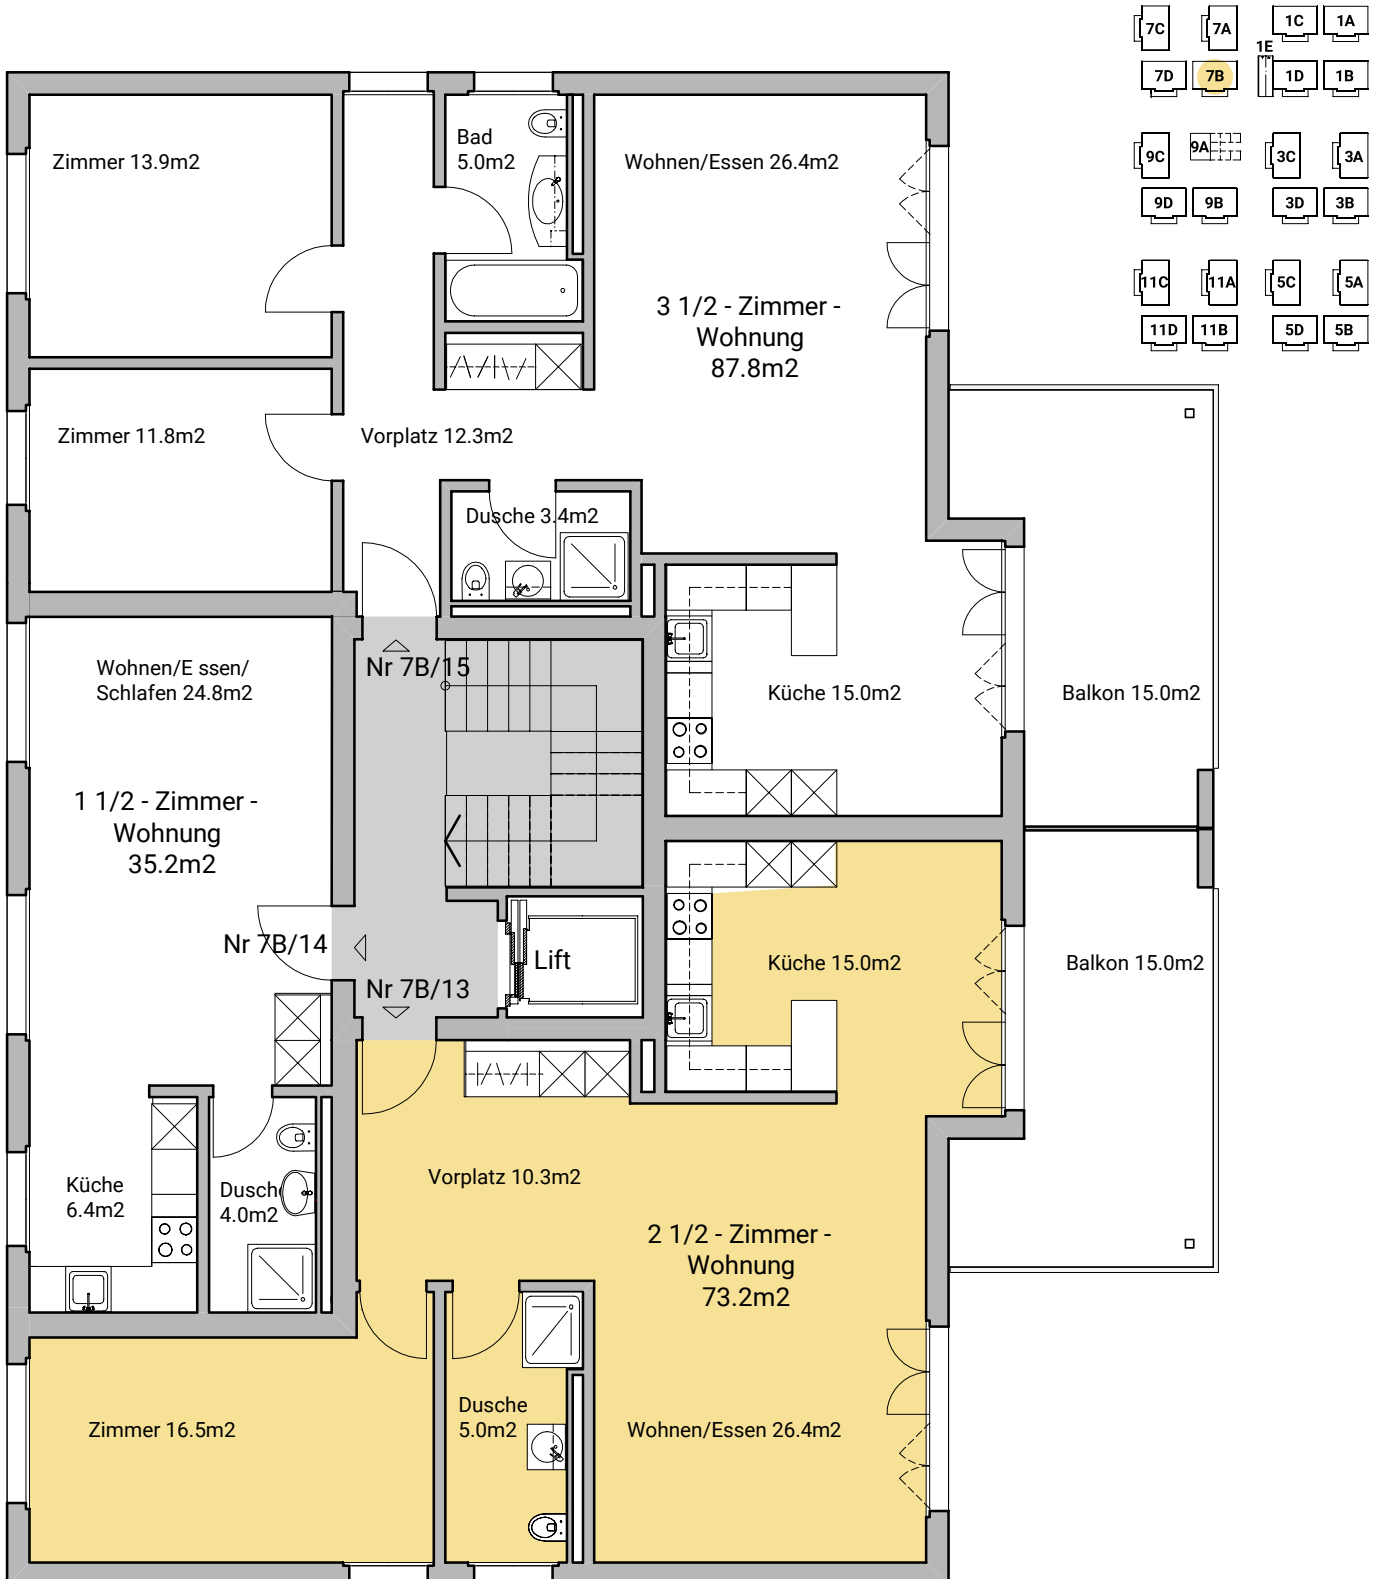 7C
7A
1C
1A
1E
7D
7B
1D
1B
9C
9A
3C
3A
9D
9B
3D
3B
11C
11A
5C
5A
11D
11B
5D
5B
Zimmer 13.9m2
Bad
5.0m2
Wohnen/Essen 26.4m2
3 1/2 - Zimmer -
Wohnung
87.8m2
Zimmer 11.8m2
Vorplatz 12.3m2
Dusche 3.4m2
Nr 7B/15
Wohnen/E ssen/
Schlafen 24.8m2
Küche 15.0m2
Balkon 15.0m2
1 1/2 - Zimmer -
Wohnung
35.2m2
Nr 7B/14
Lift
Nr 7B/13
Küche 15.0m2
Balkon 15.0m2
Küche
6.4m2
Dusche
4.0m2
Vorplatz 10.3m2
2 1/2 - Zimmer -
Wohnung
73.2m2
Zimmer 16.5m2
Dusche
5.0m2
Wohnen/Essen 26.4m2